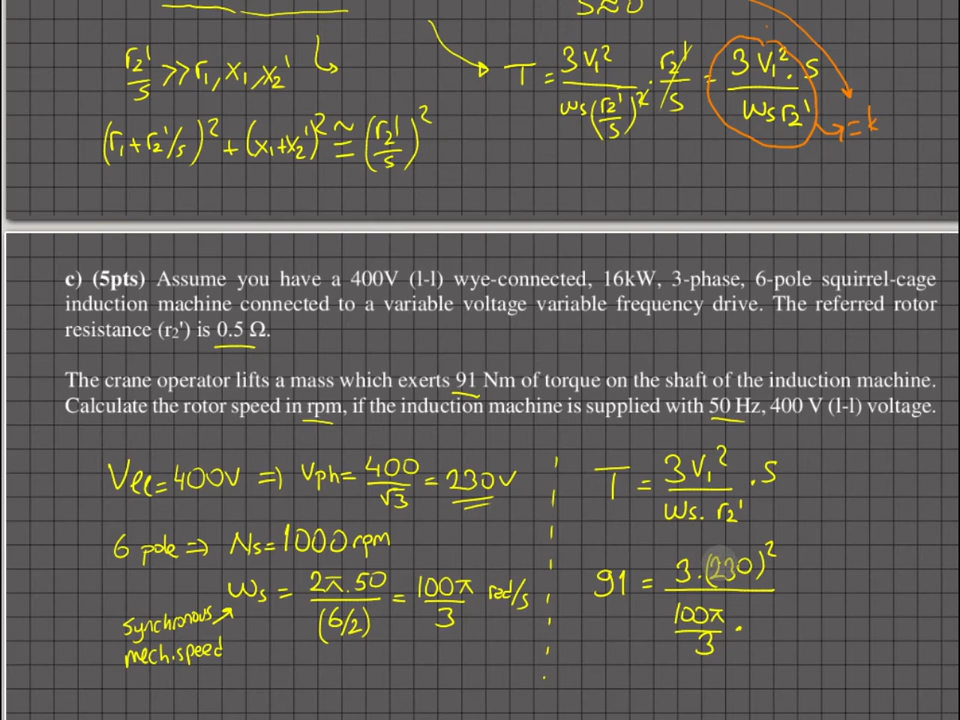 s≈0
r₂'/s >> r₁, x₁, x₂'
T = 3V₁²/(ws(r₂'/s)²) · r₂'/s = 3V₁²/(ws r₂') · s
= k
(r₁+r₂'/s)² + (x₁+x₂')² ≅ (r₂'/s)²
c) (5pts) Assume you have a 400V (l-l) wye-connected, 16kW, 3-phase, 6-pole squirrel-cage
induction machine connected to a variable voltage variable frequency drive. The referred rotor
resistance (r₂') is 0.5 Ω.
The crane operator lifts a mass which exerts 91 Nm of torque on the shaft of the induction machine.
Calculate the rotor speed in rpm, if the induction machine is supplied with 50 Hz, 400 V (l-l) voltage.
Vll = 400V => Vph = 400/√3 = 230V
6 pole => Ns = 1000 rpm
ws = 2π.50/(6/2) = 100π/3 rad/s
synchronous
mech. speed
T = 3V₁²/(ws. r₂') . s
91 = 3.(230)²/(100π/3 .